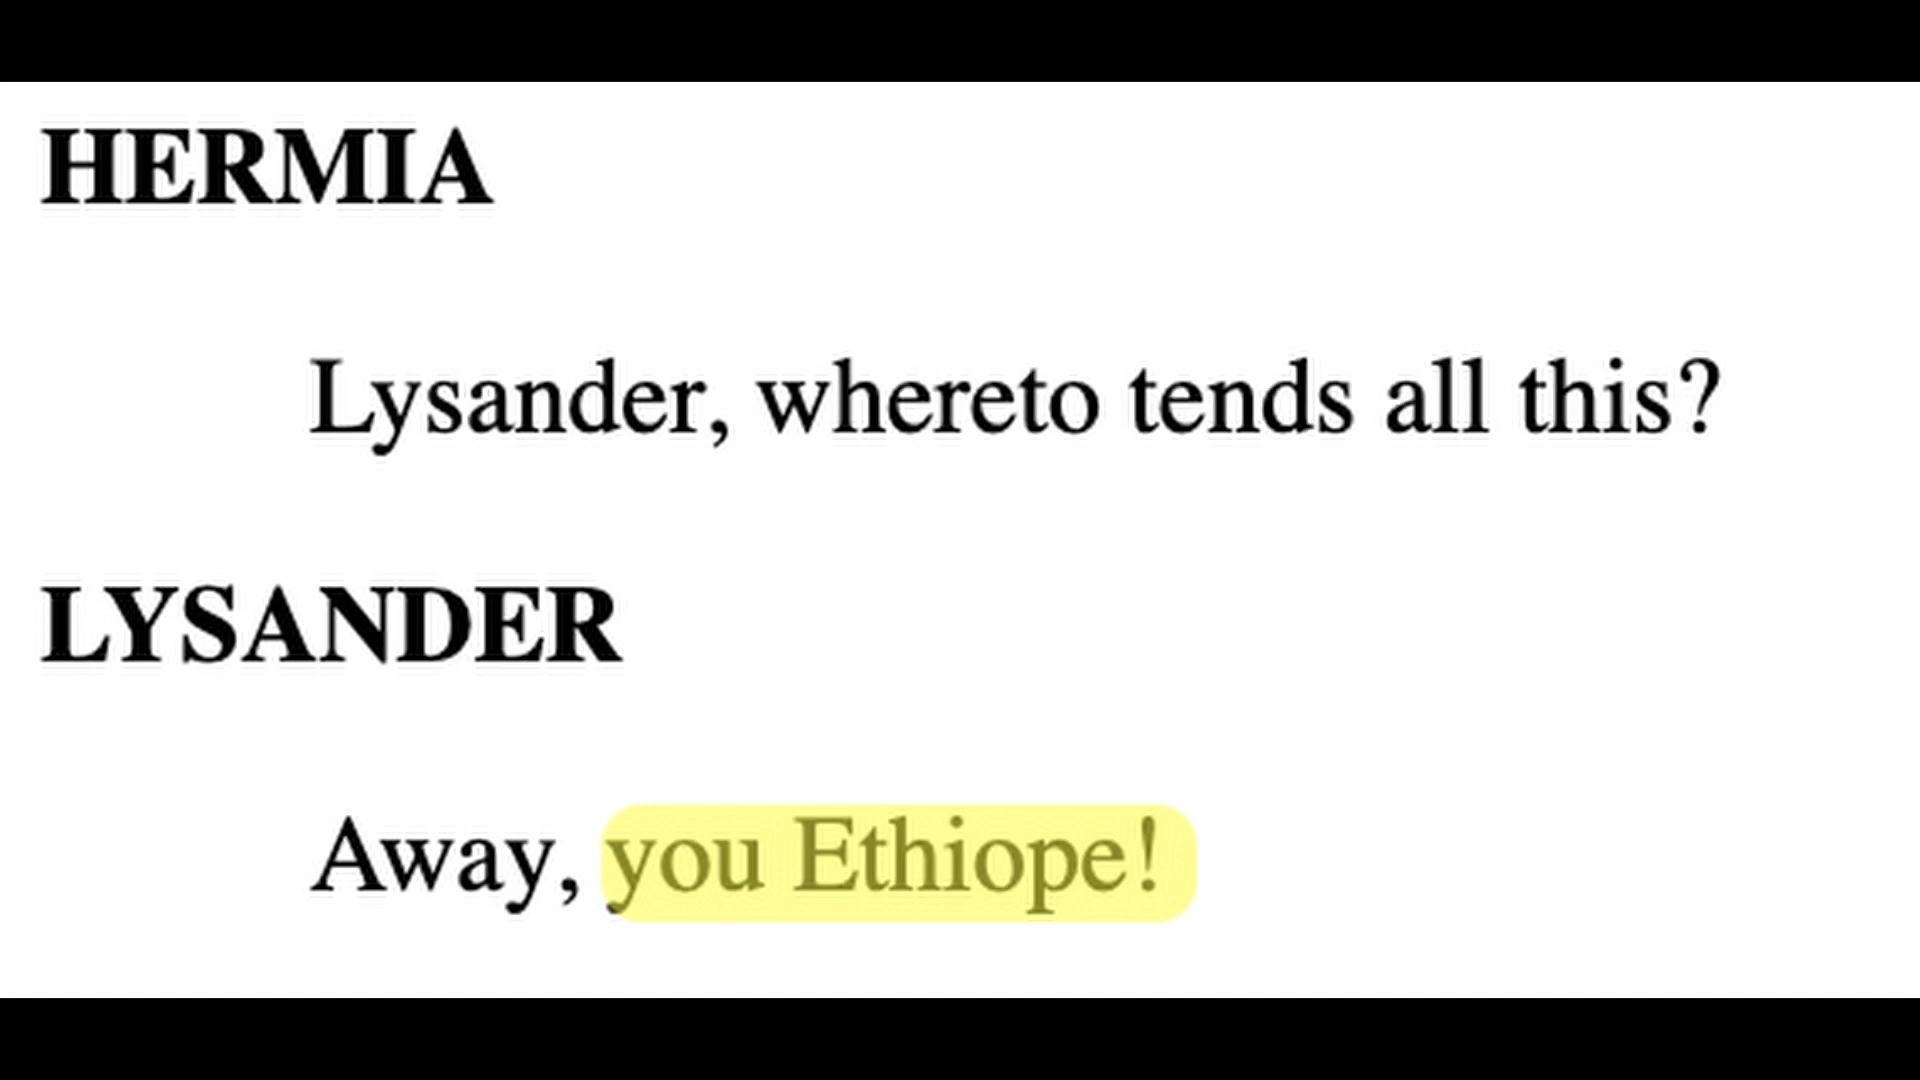 HERMIA
Lysander, whereto tends all this?
LYSANDER
Away, you Ethiope!